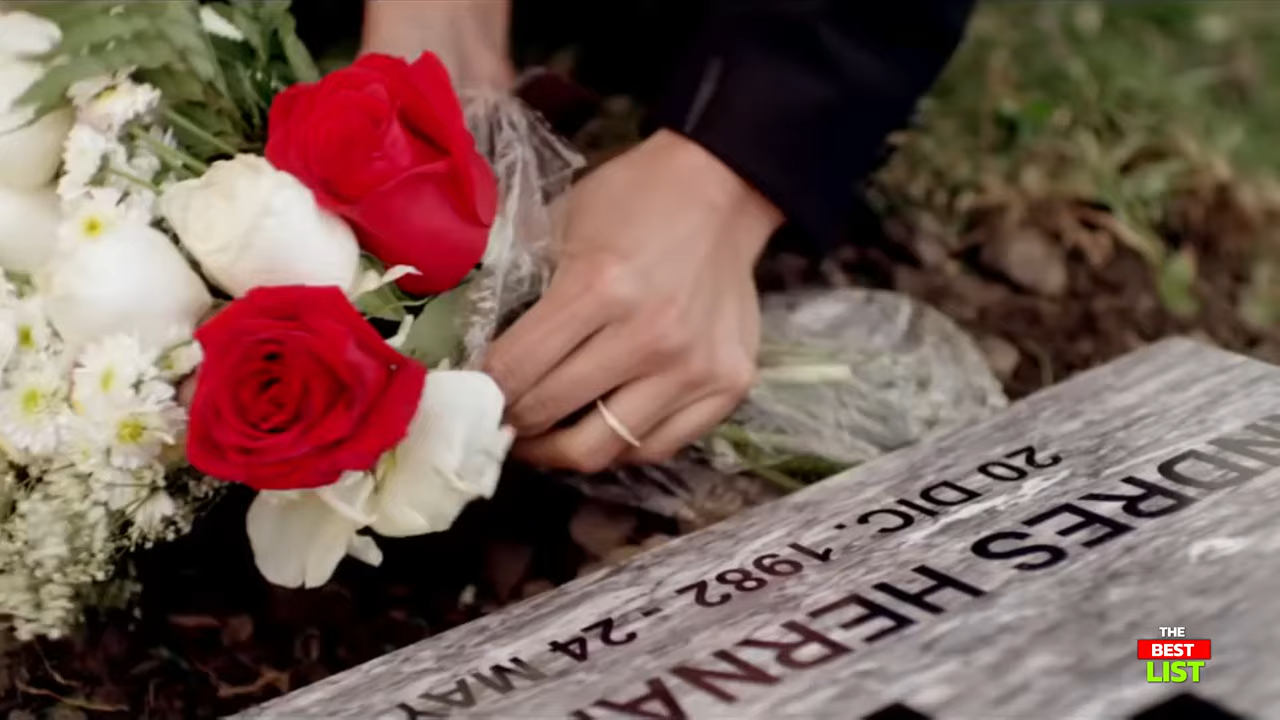 NDRES HERNA
20 DIC. 1982 - 24 MAY
THE
BEST
LIST